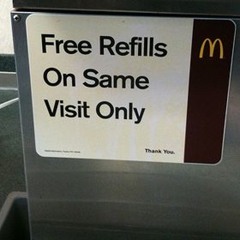 Free Refills
On Same
Visit Only
Thank You.